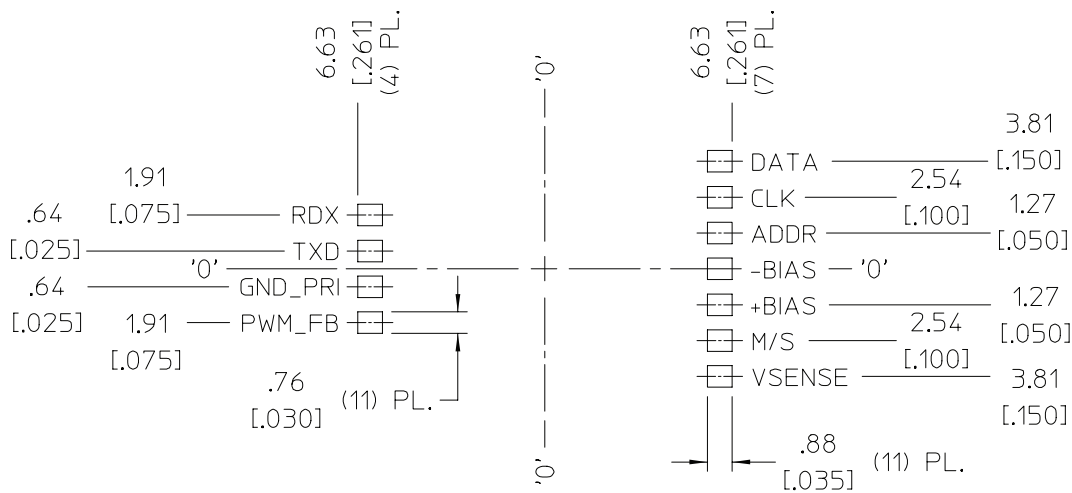 6.63
[.261]
(4) PL.
'0'
6.63
[.261]
(7) PL.
3.81
[.150]
DATA
1.91
[.075]
2.54
[.100]
CLK
.64
[.025]
RDX
1.27
[.050]
ADDR
TXD
'0'
-BIAS
'0'
.64
[.025]
GND_PRI
+BIAS
1.27
[.050]
1.91
[.075]
PWM_FB
M/S
2.54
[.100]
.76
[.030]
(11) PL.
VSENSE
3.81
[.150]
.88
[.035]
(11) PL.
'0'